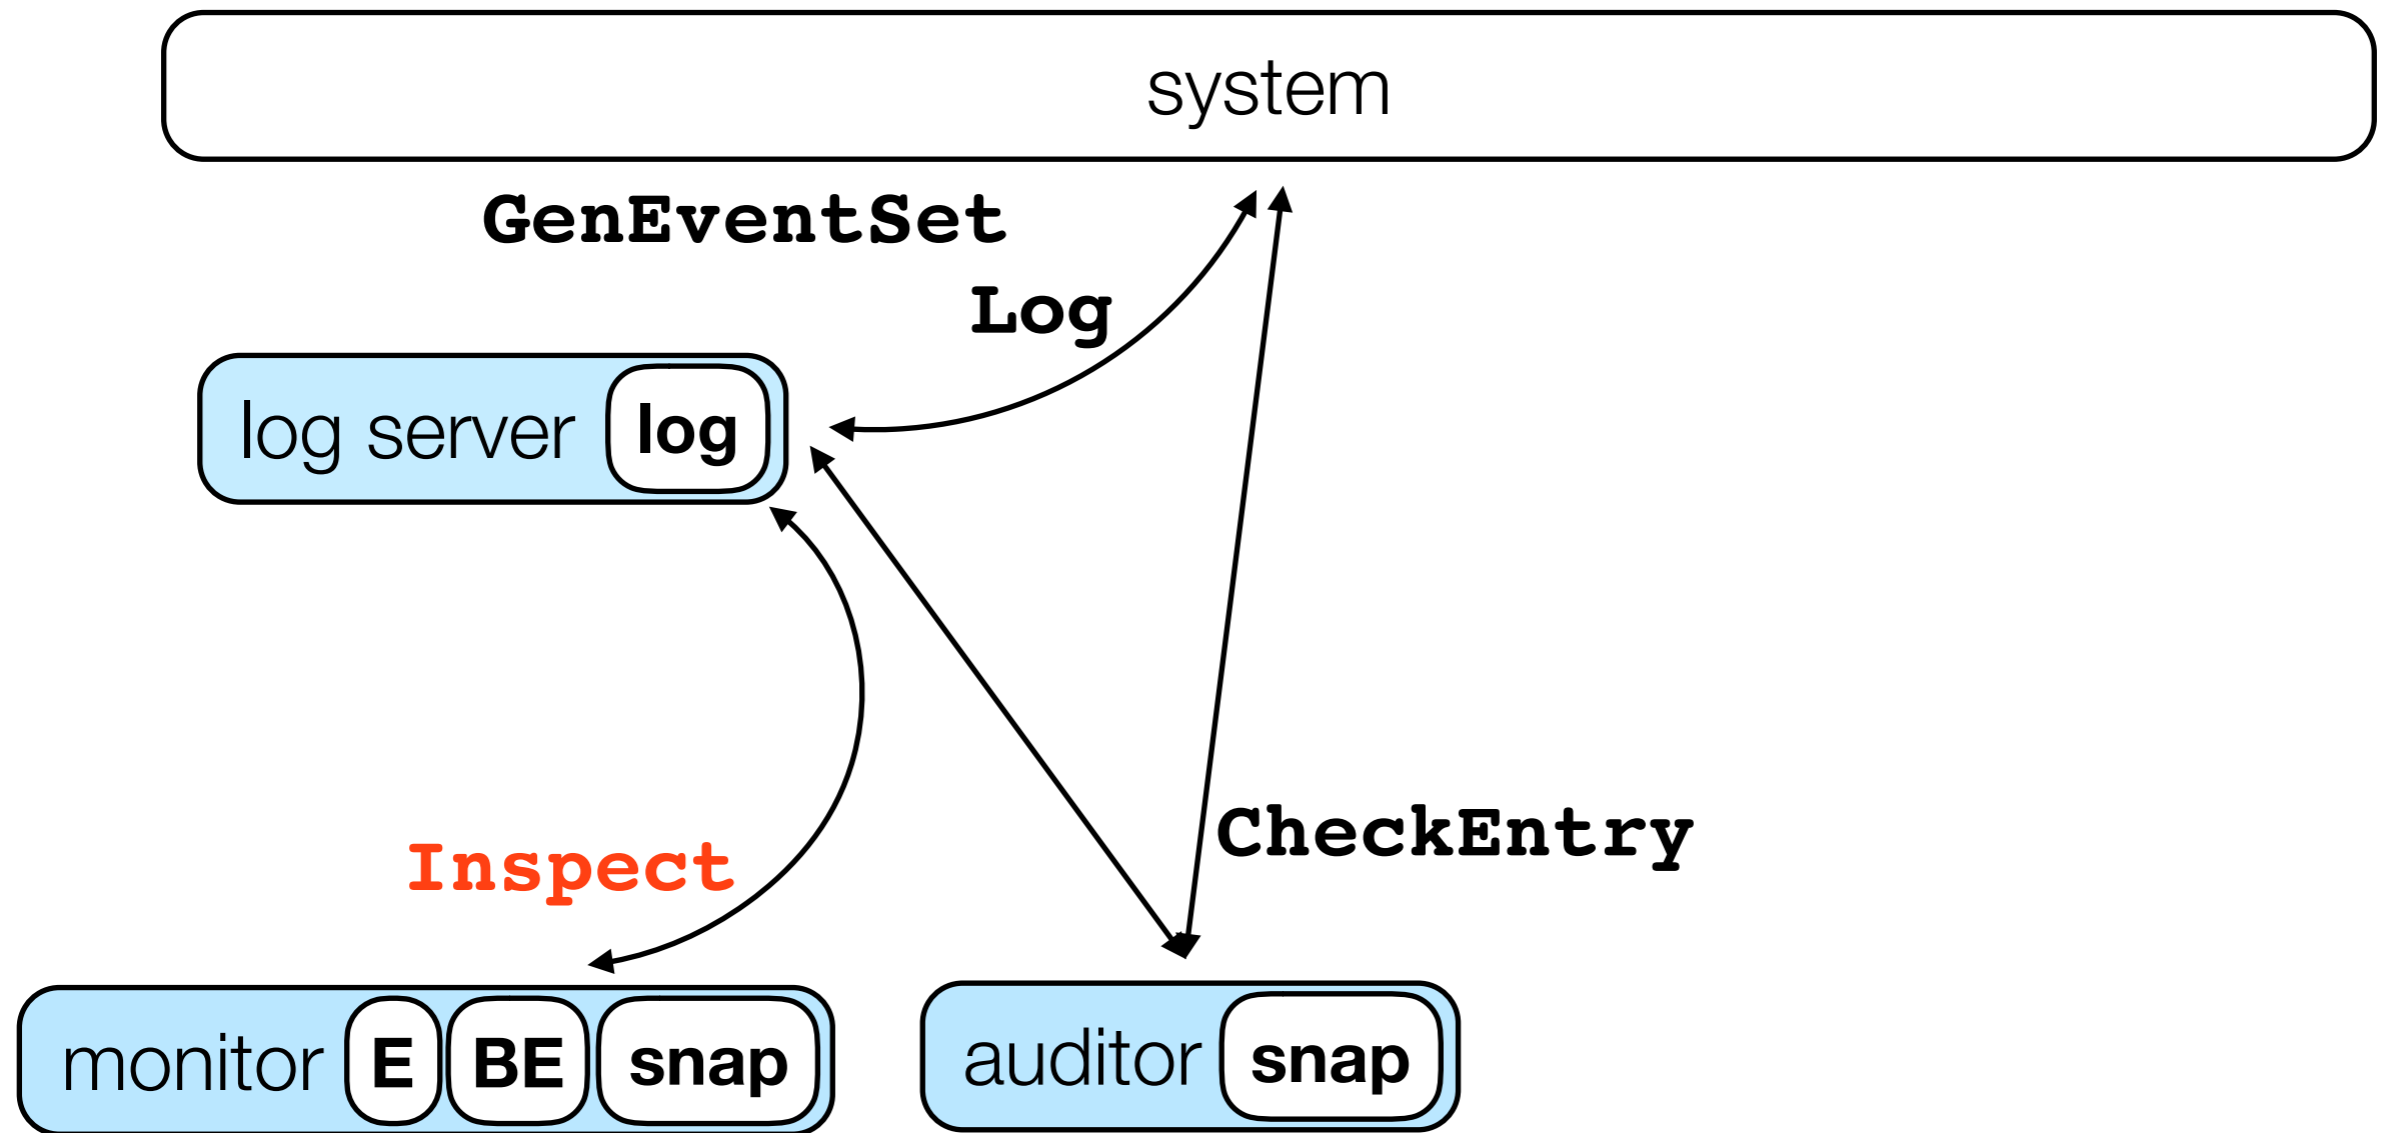 system
GenEventSet
Log
log server log
CheckEntry
Inspect
monitor E BE snap
auditor snap